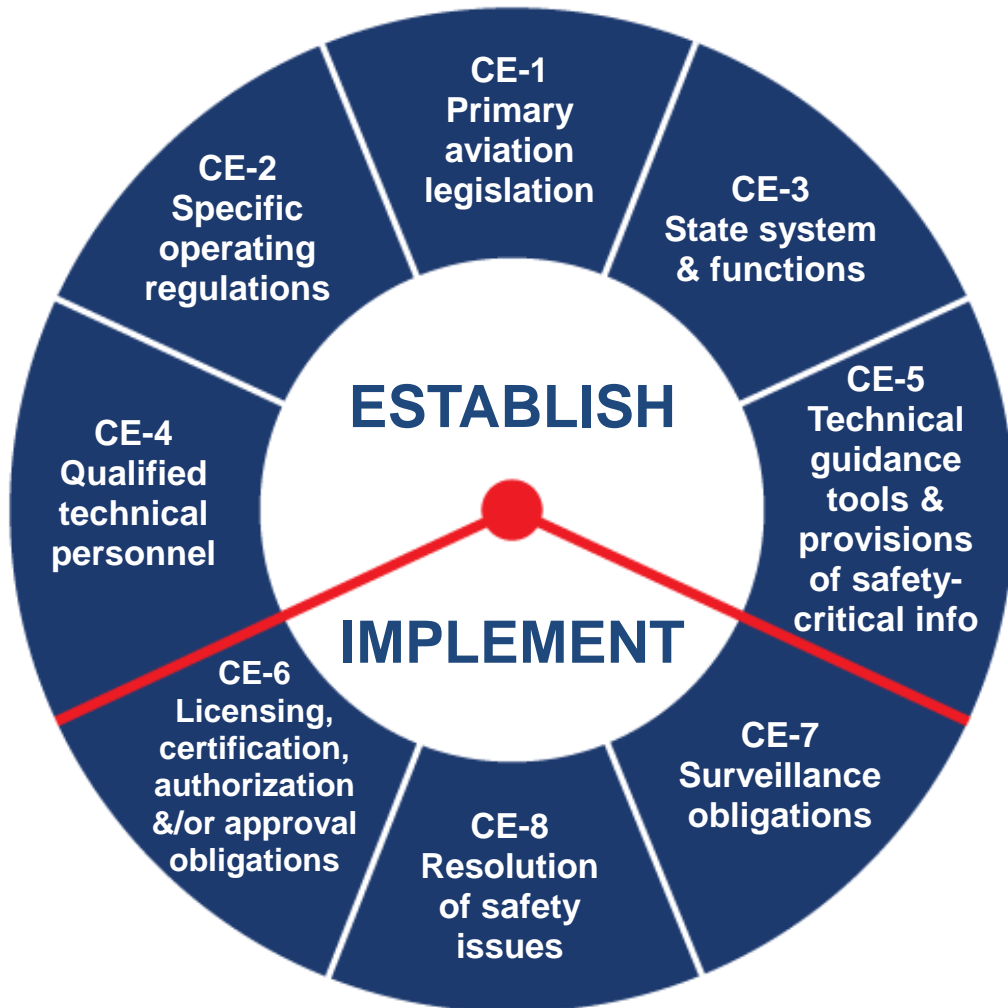 CE-1
Primary
aviation
legislation
CE-2
Specific
operating
regulations
CE-3
State system
& functions
CE-4
Qualified
technical
personnel
ESTABLISH
CE-5
Technical
guidance
tools &
provisions
of safety-
critical info
IMPLEMENT
CE-6
Licensing,
certification,
authorization
&/or approval
obligations
CE-7
Surveillance
obligations
CE-8
Resolution
of safety
issues